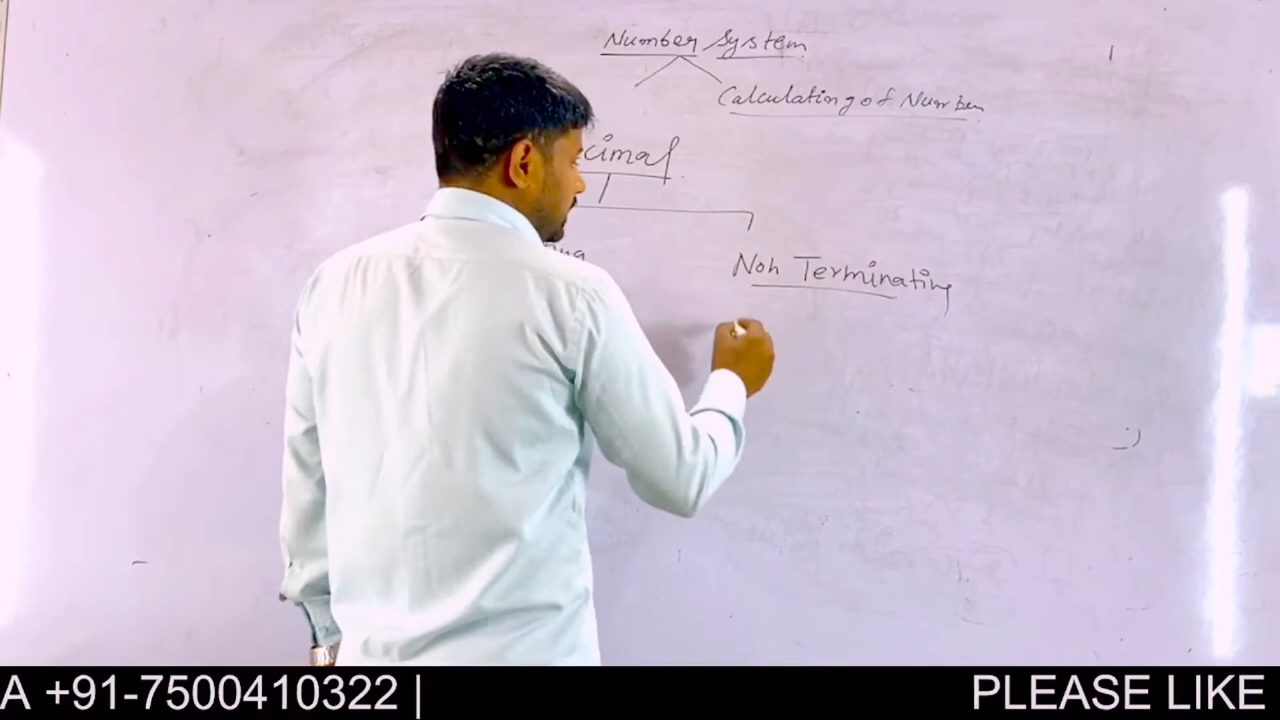 Number System
Calculating of Number
cimal
Non Terminating
A +91-7500410322 |
PLEASE LIKE